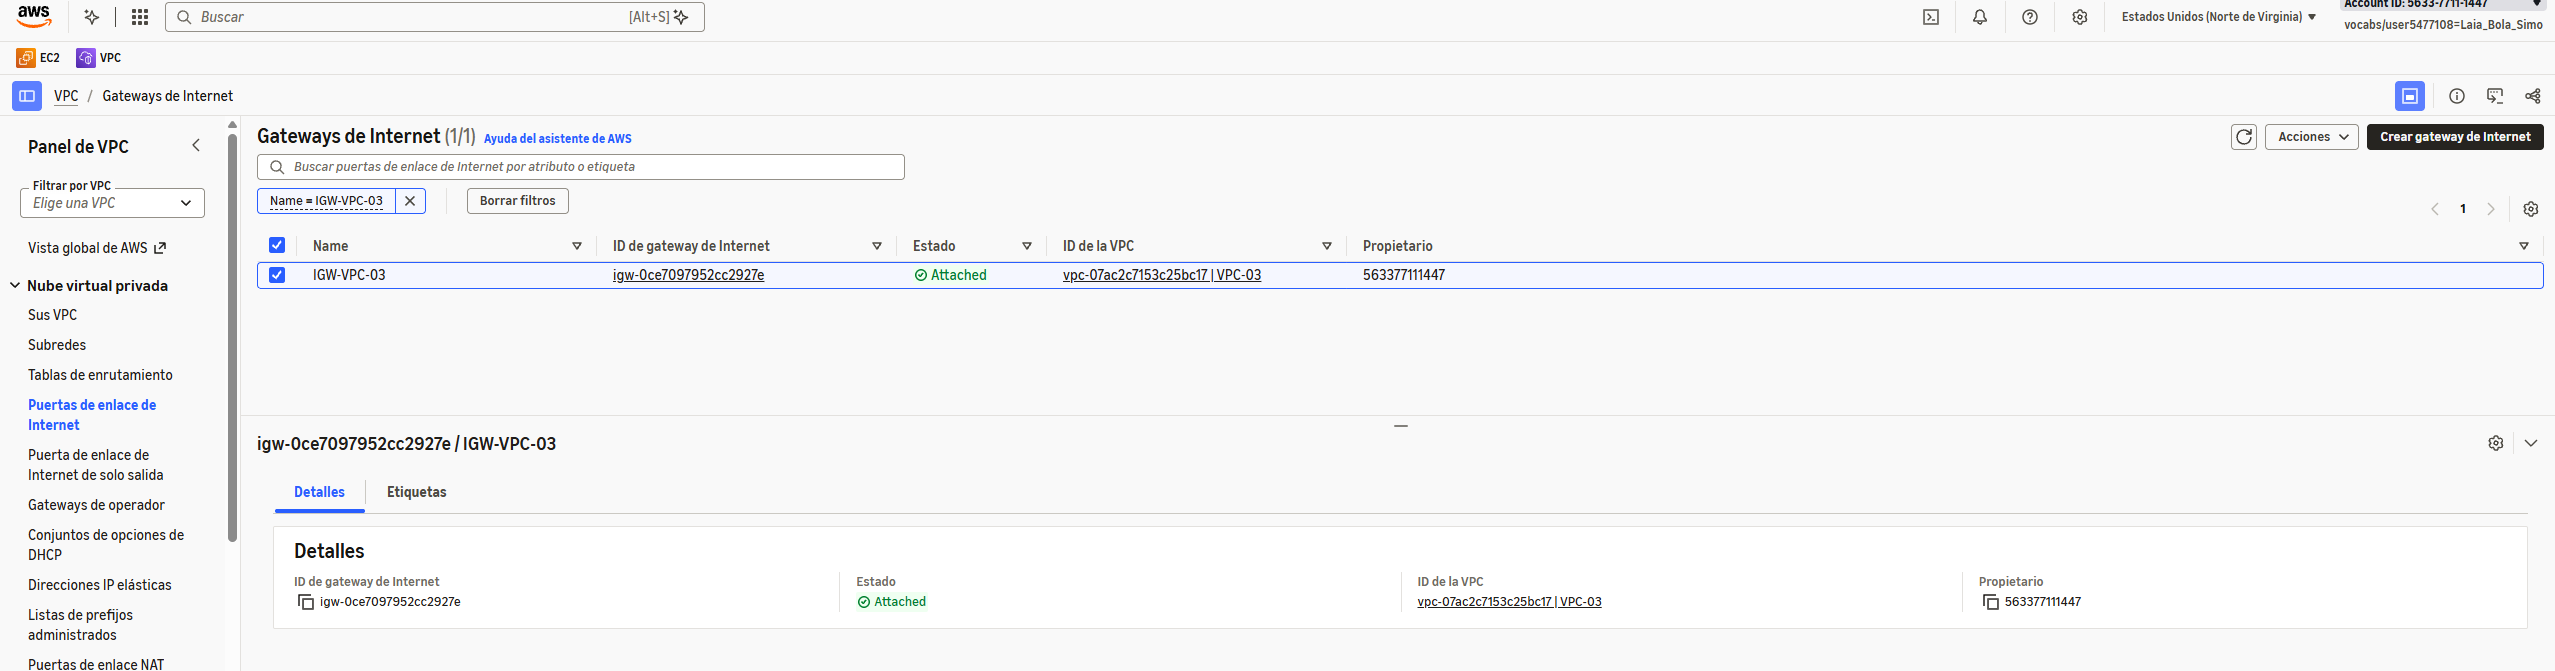 aws
Buscar
[Alt+S]
Estados Unidos (Norte de Virginia)
Account ID: 5633-7711-1447
vocabs/user5477108=Laia_Bola_Simo
EC2
VPC
VPC / Gateways de Internet
Panel de VPC
Filtrar por VPC
Elige una VPC
Vista global de AWS
Nube virtual privada
Sus VPC
Subredes
Tablas de enrutamiento
Puertas de enlace de
Internet
Puerta de enlace de
Internet de solo salida
Gateways de operador
Conjuntos de opciones de
DHCP
Direcciones IP elásticas
Listas de prefijos
administrados
Puertas de enlace NAT
Gateways de Internet (1/1) Ayuda del asistente de AWS
Acciones
Crear gateway de Internet
Buscar puertas de enlace de Internet por atributo o etiqueta
Name = IGW-VPC-03
Borrar filtros
1
Name ID de gateway de Internet Estado ID de la VPC Propietario
IGW-VPC-03 igw-0ce7097952cc2927e Attached vpc-07ac2c7153c25bc17 | VPC-03 563377111447
igw-0ce7097952cc2927e / IGW-VPC-03
Detalles Etiquetas
Detalles
ID de gateway de Internet Estado ID de la VPC Propietario
igw-0ce7097952cc2927e Attached vpc-07ac2c7153c25bc17 | VPC-03 563377111447